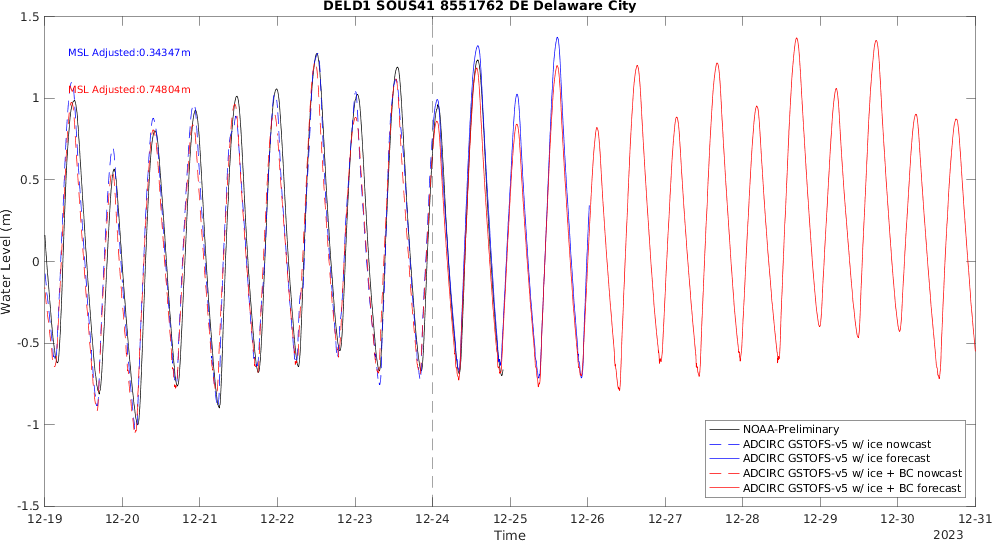 DELD1 SOUS41 8551762 DE Delaware City
MSL Adjusted:0.34347m
MSL Adjusted:0.74804m
Water Level (m)
1.5
1
0.5
0
-0.5
-1
-1.5
NOAA-Preliminary
ADCIRC GSTOFS-v5 w/ ice nowcast
ADCIRC GSTOFS-v5 w/ ice forecast
ADCIRC GSTOFS-v5 w/ ice + BC nowcast
ADCIRC GSTOFS-v5 w/ ice + BC forecast
12-19 12-20 12-21 12-22 12-23 12-24 12-25 12-26 12-27 12-28 12-29 12-30 12-31
Time
2023